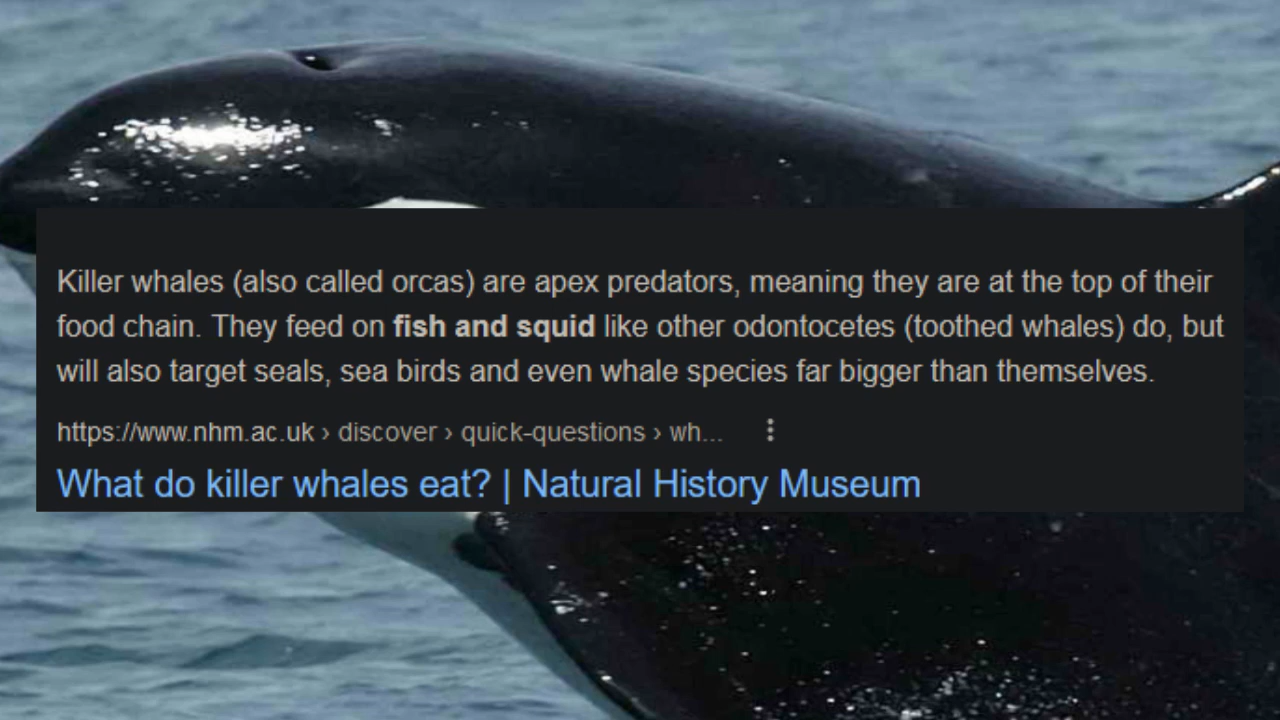 Killer whales (also called orcas) are apex predators, meaning they are at the top of their
food chain. They feed on fish and squid like other odontocetes (toothed whales) do, but
will also target seals, sea birds and even whale species far bigger than themselves.
https://www.nhm.ac.uk › discover › quick-questions › wh...
What do killer whales eat? | Natural History Museum